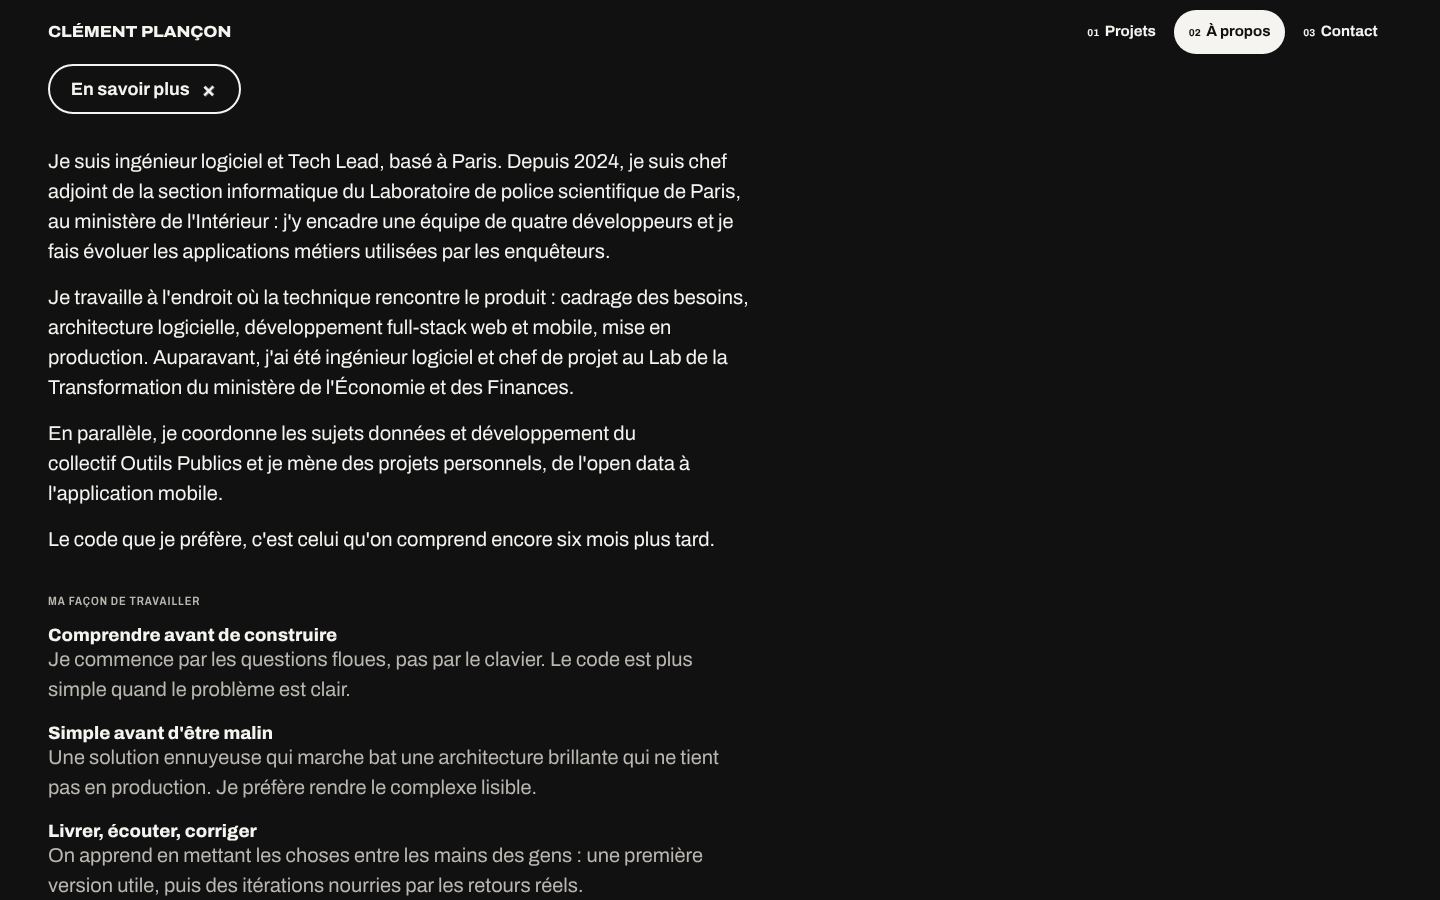 CLÉMENT PLANÇON
01 Projets
02 À propos
03 Contact
En savoir plus ×
Je suis ingénieur logiciel et Tech Lead, basé à Paris. Depuis 2024, je suis chef
adjoint de la section informatique du Laboratoire de police scientifique de Paris,
au ministère de l'Intérieur : j'y encadre une équipe de quatre développeurs et je
fais évoluer les applications métiers utilisées par les enquêteurs.
Je travaille à l'endroit où la technique rencontre le produit : cadrage des besoins,
architecture logicielle, développement full-stack web et mobile, mise en
production. Auparavant, j'ai été ingénieur logiciel et chef de projet au Lab de la
Transformation du ministère de l'Économie et des Finances.
En parallèle, je coordonne les sujets données et développement du
collectif Outils Publics et je mène des projets personnels, de l'open data à
l'application mobile.
Le code que je préfère, c'est celui qu'on comprend encore six mois plus tard.
MA FAÇON DE TRAVAILLER
Comprendre avant de construire
Je commence par les questions floues, pas par le clavier. Le code est plus
simple quand le problème est clair.
Simple avant d'être malin
Une solution ennuyeuse qui marche bat une architecture brillante qui ne tient
pas en production. Je préfère rendre le complexe lisible.
Livrer, écouter, corriger
On apprend en mettant les choses entre les mains des gens : une première
version utile, puis des itérations nourries par les retours réels.